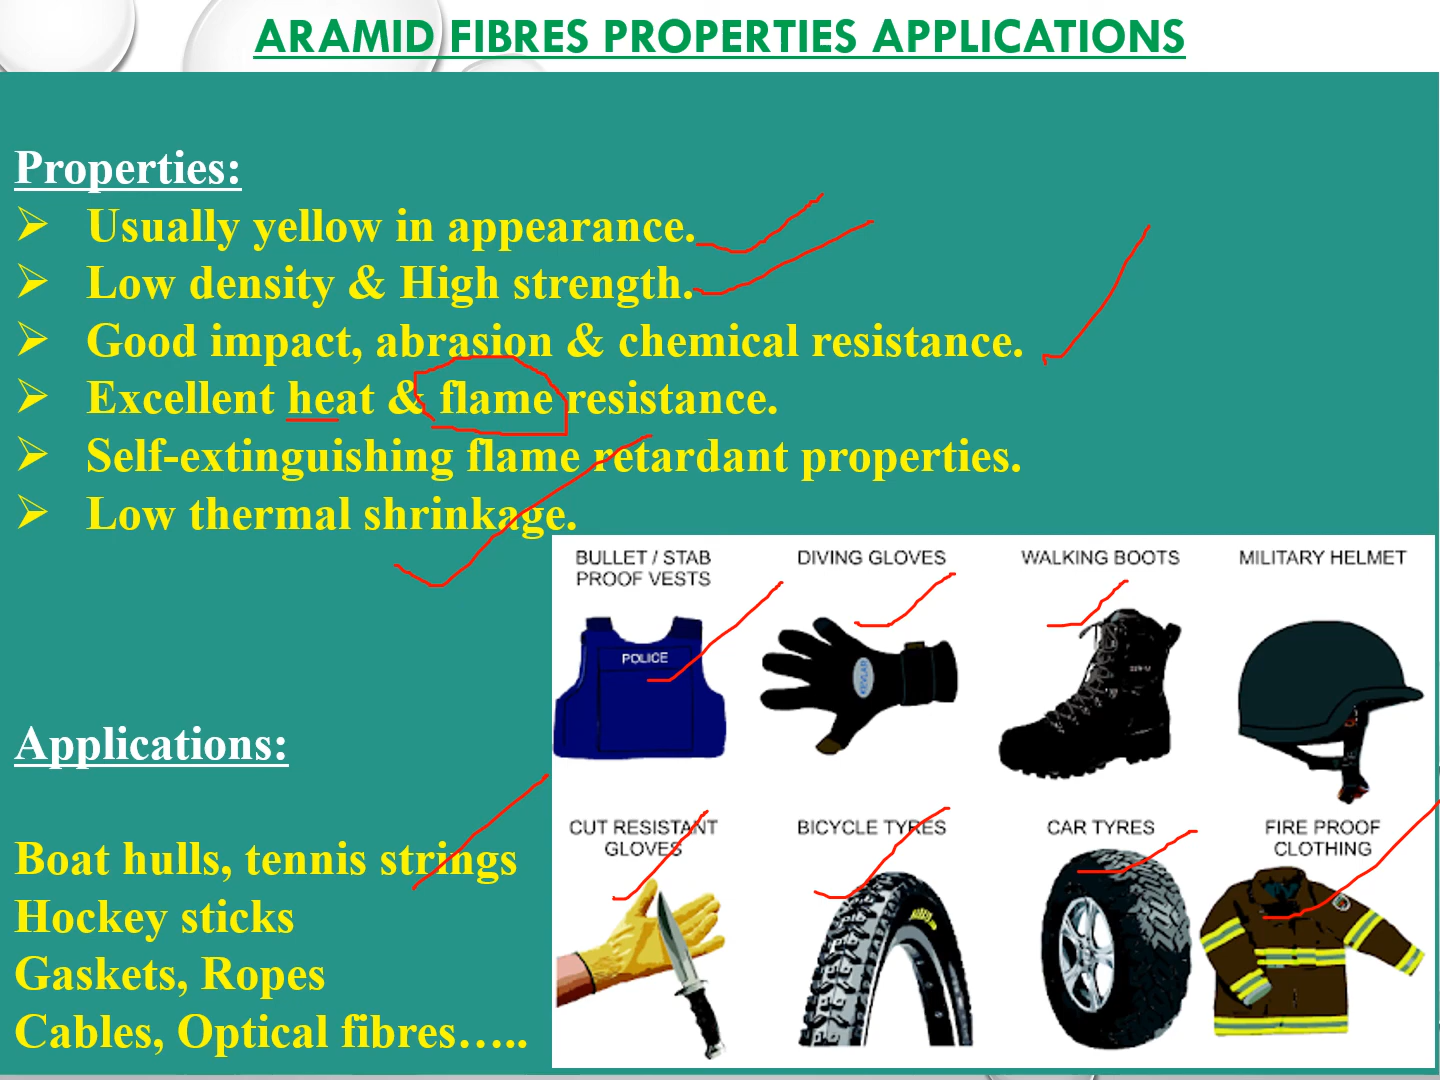 ARAMID FIBRES PROPERTIES APPLICATIONS
Properties:
Usually yellow in appearance.
Low density & High strength.
Good impact, abrasion & chemical resistance.
Excellent heat & flame resistance.
Self-extinguishing flame retardant properties.
Low thermal shrinkage.
BULLET / STAB
PROOF VESTS
DIVING GLOVES
WALKING BOOTS
MILITARY HELMET
POLICE
KEVLAR
CUT RESISTANT
GLOVES
BICYCLE TYRES
CAR TYRES
FIRE PROOF
CLOTHING
Applications:
Boat hulls, tennis strings
Hockey sticks
Gaskets, Ropes
Cables, Optical fibres…..